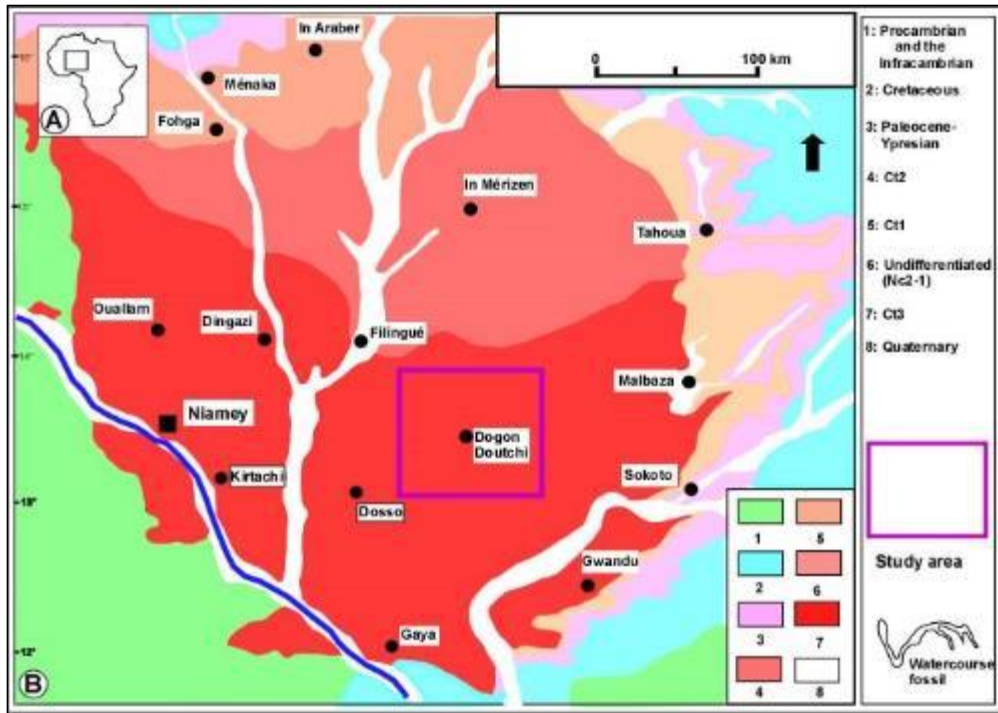 A
In Araber
Ménaka
Fohga
0 100 km
In Mérizen
Tahoua
Ouallam
Dingazi
Filingué
Malbaza
Niamey
Dogon
Doutchi
Kirtachi
Dosso
Sokoto
Gwandu
Gaya
B
14°
12°
1 5
2 6
3 7
4 8
1: Precambrian
and the
Infracambrian
2: Cretaceous
3: Paleocene-
Ypresian
4: Ct2
5: Ct1
6: Undifferentiated
(Nc2-1)
7: Ct3
8: Quaternary
Study area
Watercourse
fossil